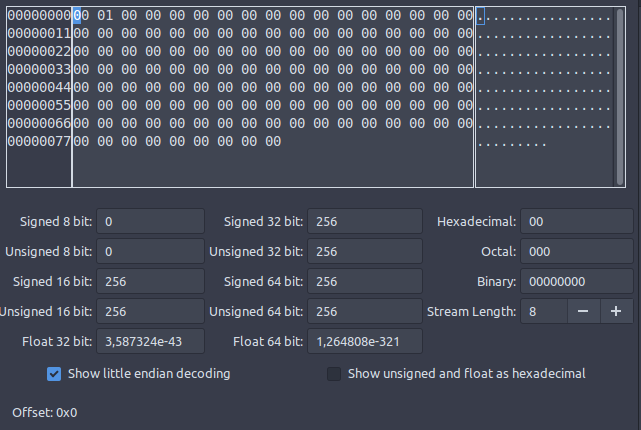 00000000 00 01 00 00 00 00 00 00 00 00 00 00 00 00 00 00 00 .................
00000011 00 00 00 00 00 00 00 00 00 00 00 00 00 00 00 00 00 .................
00000022 00 00 00 00 00 00 00 00 00 00 00 00 00 00 00 00 00 .................
00000033 00 00 00 00 00 00 00 00 00 00 00 00 00 00 00 00 00 .................
00000044 00 00 00 00 00 00 00 00 00 00 00 00 00 00 00 00 00 .................
00000055 00 00 00 00 00 00 00 00 00 00 00 00 00 00 00 00 00 .................
00000066 00 00 00 00 00 00 00 00 00 00 00 00 00 00 00 00 00 .................
00000077 00 00 00 00 00 00 00 00 00 .........
Signed 8 bit: 0 Signed 32 bit: 256 Hexadecimal: 00
Unsigned 8 bit: 0 Unsigned 32 bit: 256 Octal: 000
Signed 16 bit: 256 Signed 64 bit: 256 Binary: 00000000
Unsigned 16 bit: 256 Unsigned 64 bit: 256 Stream Length: 8 − +
Float 32 bit: 3,587324e-43 Float 64 bit: 1,264808e-321
Show little endian decoding Show unsigned and float as hexadecimal
Offset: 0x0